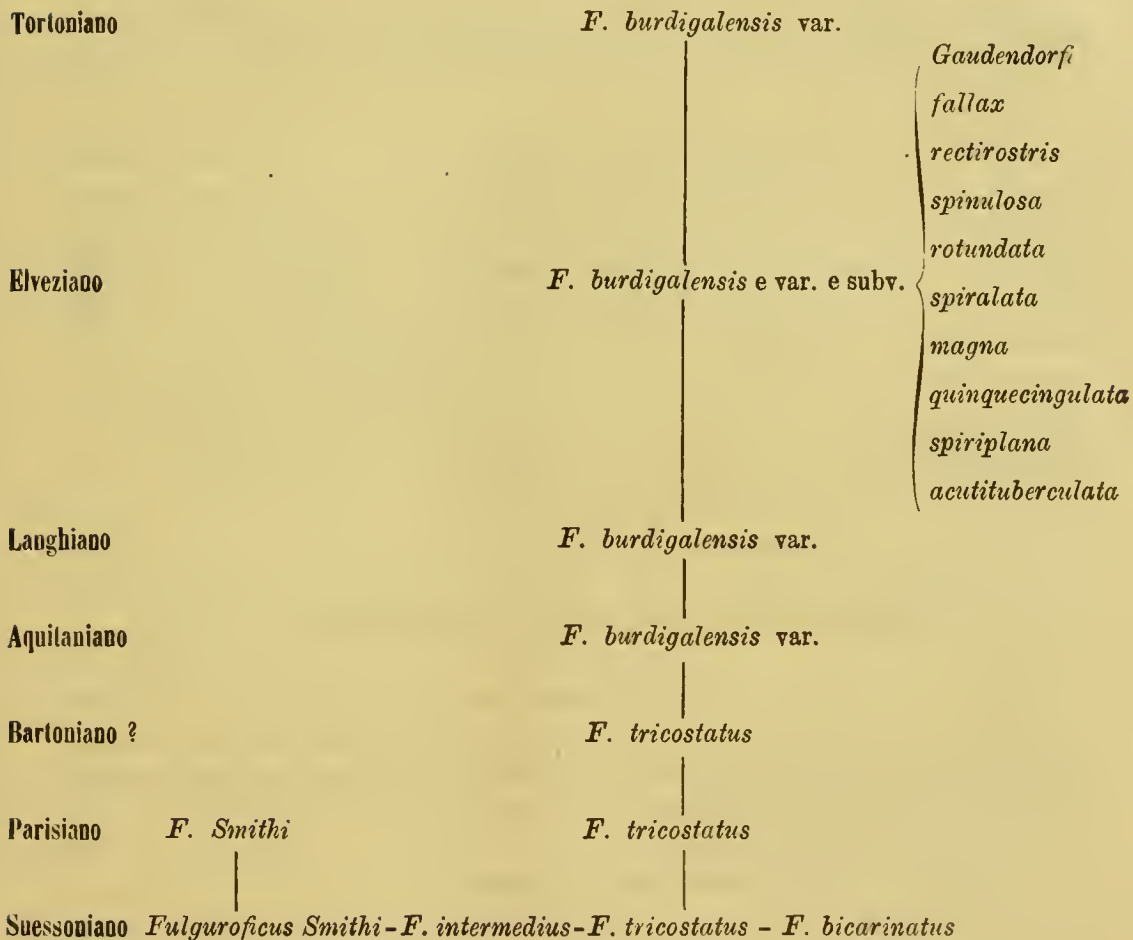 Tortoniano F. burdigalensis var.
Gaudendorfi
fallax
rectirostris
spinulosa
rotundata
Elveziano F. burdigalensis e var. e subv.
spiralata
magna
quinquecingulata
spiriplana
acutituberculata
Langhiano F. burdigalensis var.
Aquitaniano F. burdigalensis var.
Bartoniano ? F. tricostatus
Parisiano F. Smithi F. tricostatus
Suessoniano Fulguroficus Smithi - F. intermedius - F. tricostatus - F. bicarinatus